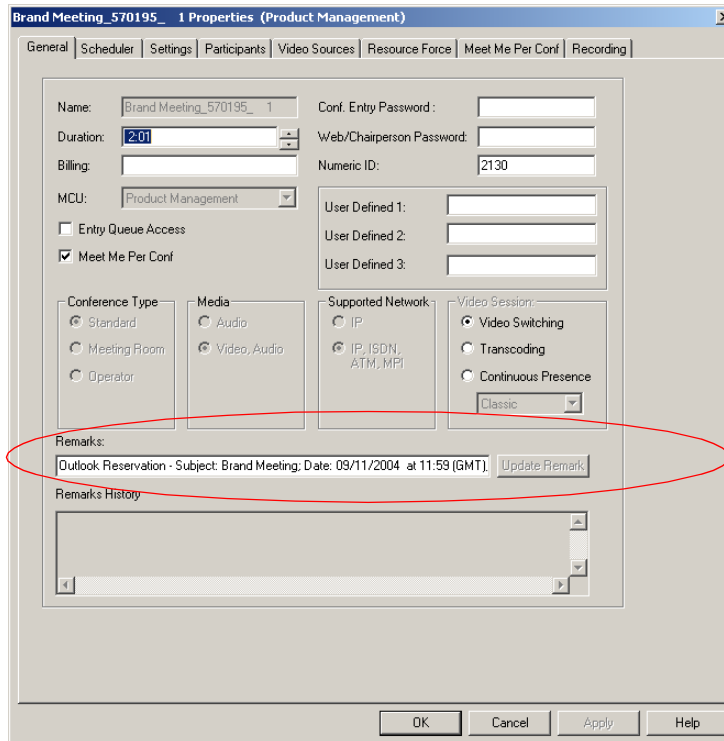 Brand Meeting_570195_ 1 Properties (Product Management)
General Scheduler Settings Participants Video Sources Resource Force Meet Me Per Conf Recording
Name: Brand Meeting_570195_ 1 Conf. Entry Password :
Duration: 2:01 Web/Chairperson Password:
Billing: Numeric ID: 2130
MCU: Product Management
User Defined 1:
Entry Queue Access
User Defined 2:
Meet Me Per Conf
User Defined 3:
Conference Type Media Supported Network Video Session:
Standard Audio IP Video Switching
Meeting Room Video, Audio IP, ISDN, Transcoding
ATM, MPI
Operator Continuous Presence
Classic
Remarks:
Outlook Reservation - Subject: Brand Meeting; Date: 09/11/2004 at 11:59 (GMT), Update Remark
Remarks History
OK Cancel Apply Help